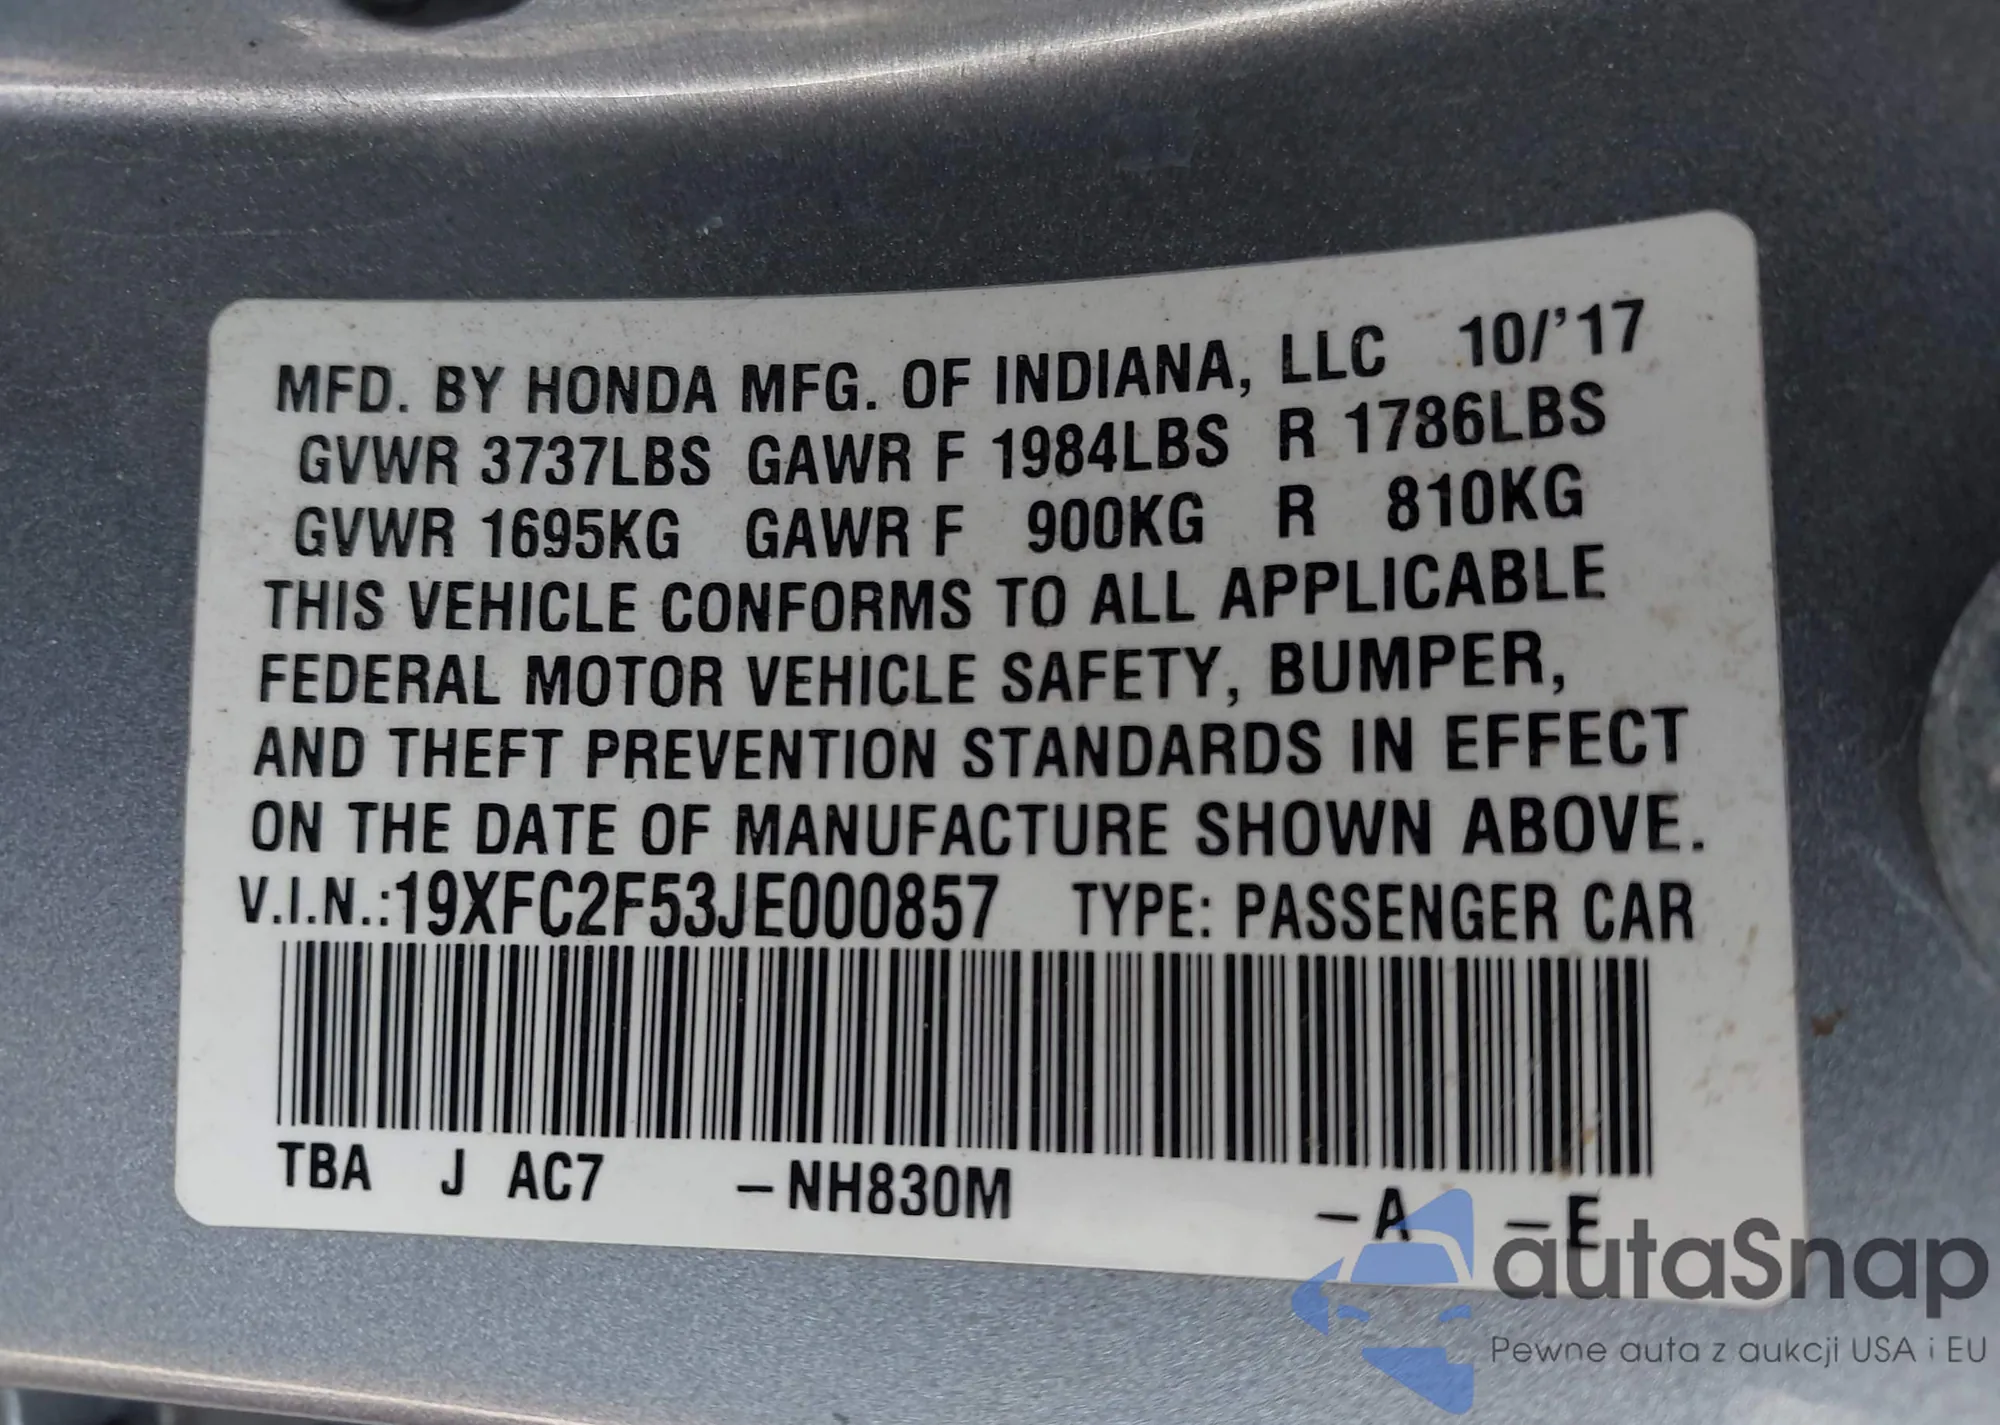 MFD. BY HONDA MFG. OF INDIANA, LLC 10/'17
GVWR 3737LBS GAWR F 1984LBS R 1786LBS
GVWR 1695KG GAWR F 900KG R 810KG
THIS VEHICLE CONFORMS TO ALL APPLICABLE
FEDERAL MOTOR VEHICLE SAFETY, BUMPER,
AND THEFT PREVENTION STANDARDS IN EFFECT
ON THE DATE OF MANUFACTURE SHOWN ABOVE.
V.I.N.:19XFC2F53JE000857 TYPE: PASSENGER CAR
TBA J AC7 –NH830M –A –E
autaSnap
Pewne auta z aukcji USA i EU